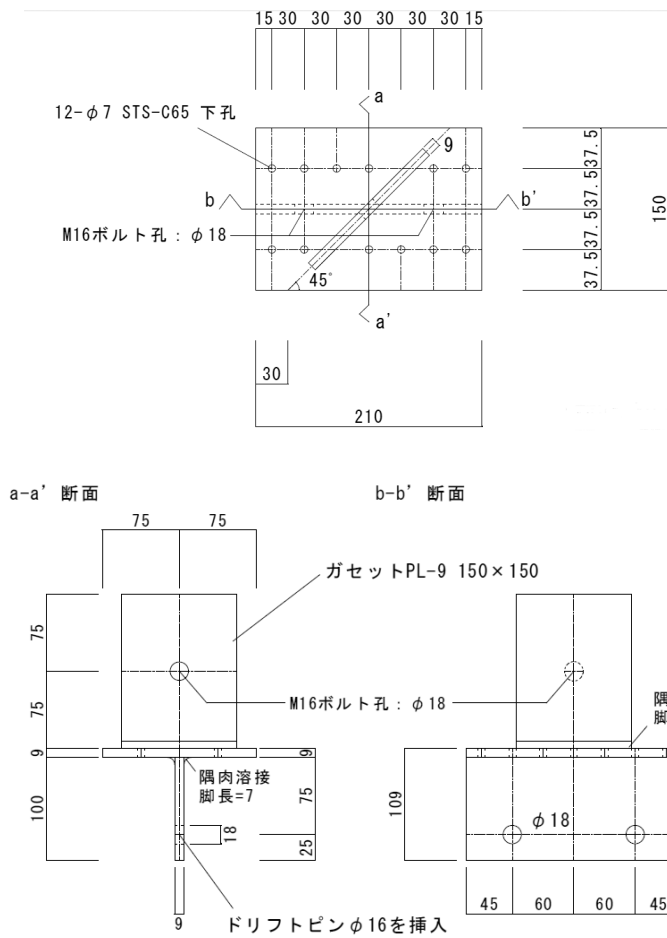 15 30 30 30 30 30 15
a
12-φ7 STS-C65 下孔
9
b
b'
M16ボルト孔：φ18
45°
a'
37.5
37.5
37.5
37.5
150
30
210
a-a' 断面
b-b' 断面
75
75
ガセットPL-9 150×150
75
75
M16ボルト孔：φ18
隅
脚
9
9
隅肉溶接
脚長=7
100
75
109
18
φ18
25
45
60
60
45
9
ドリフトピンφ16を挿入